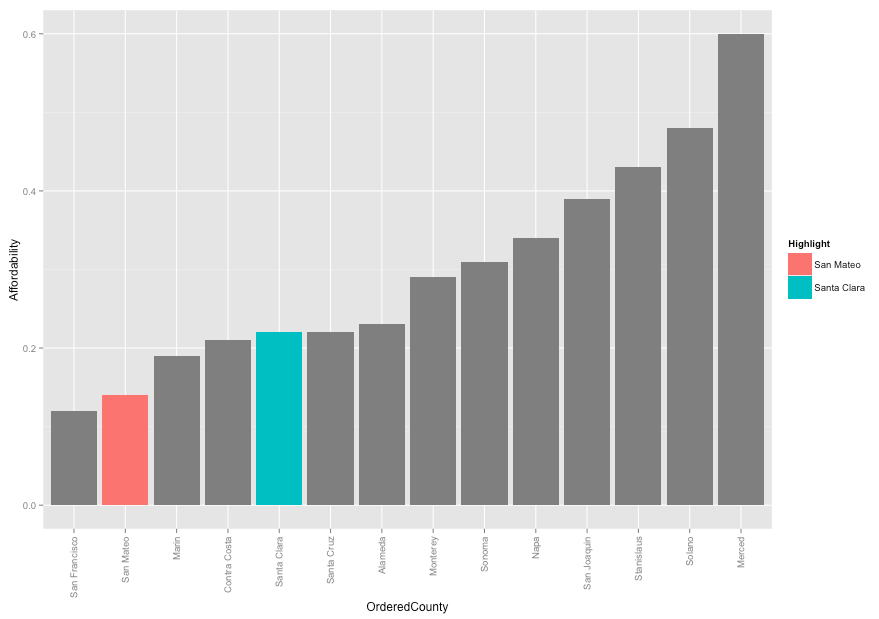 0.6
0.4
0.2
0.0
Affordability
San Francisco
San Mateo
Marin
Contra Costa
Santa Clara
Santa Cruz
Alameda
Monterey
Sonoma
Napa
San Joaquin
Stanislaus
Solano
Merced
OrderedCounty
Highlight
San Mateo
Santa Clara